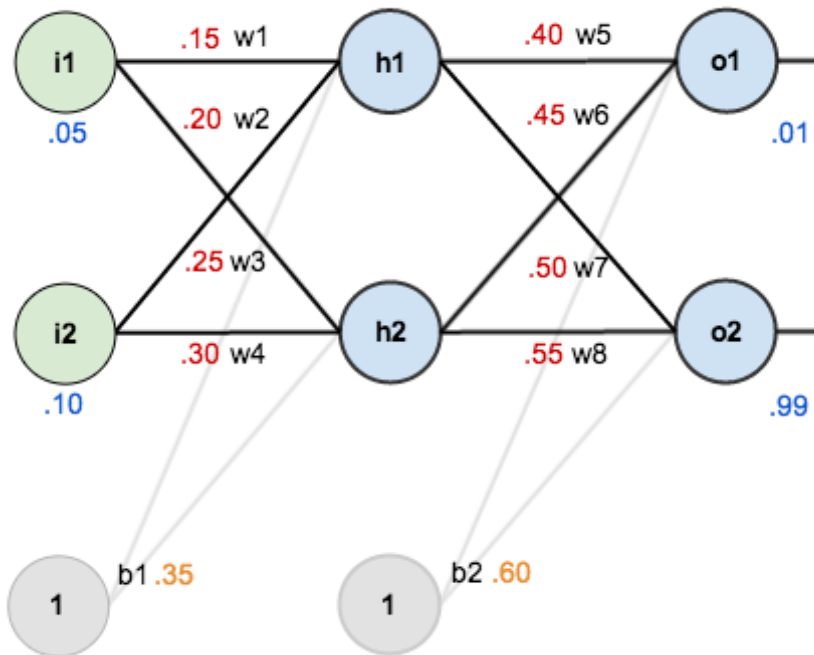 .15 w1
.40 w5
i1
h1
o1
.20 w2
.45 w6
.05
.01
.25 w3
.50 w7
i2
h2
o2
.30 w4
.55 w8
.10
.99
b1 .35
b2 .60
1
1